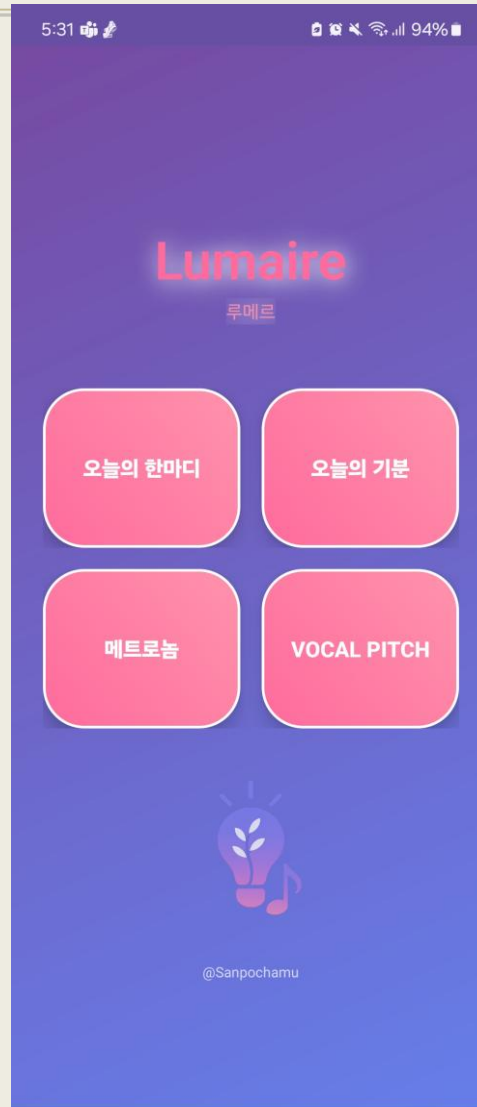 5:31 94%
Lumaire
루메르
오늘의 한마디 오늘의 기분
메트로놈 VOCAL PITCH
@Sanpochamu